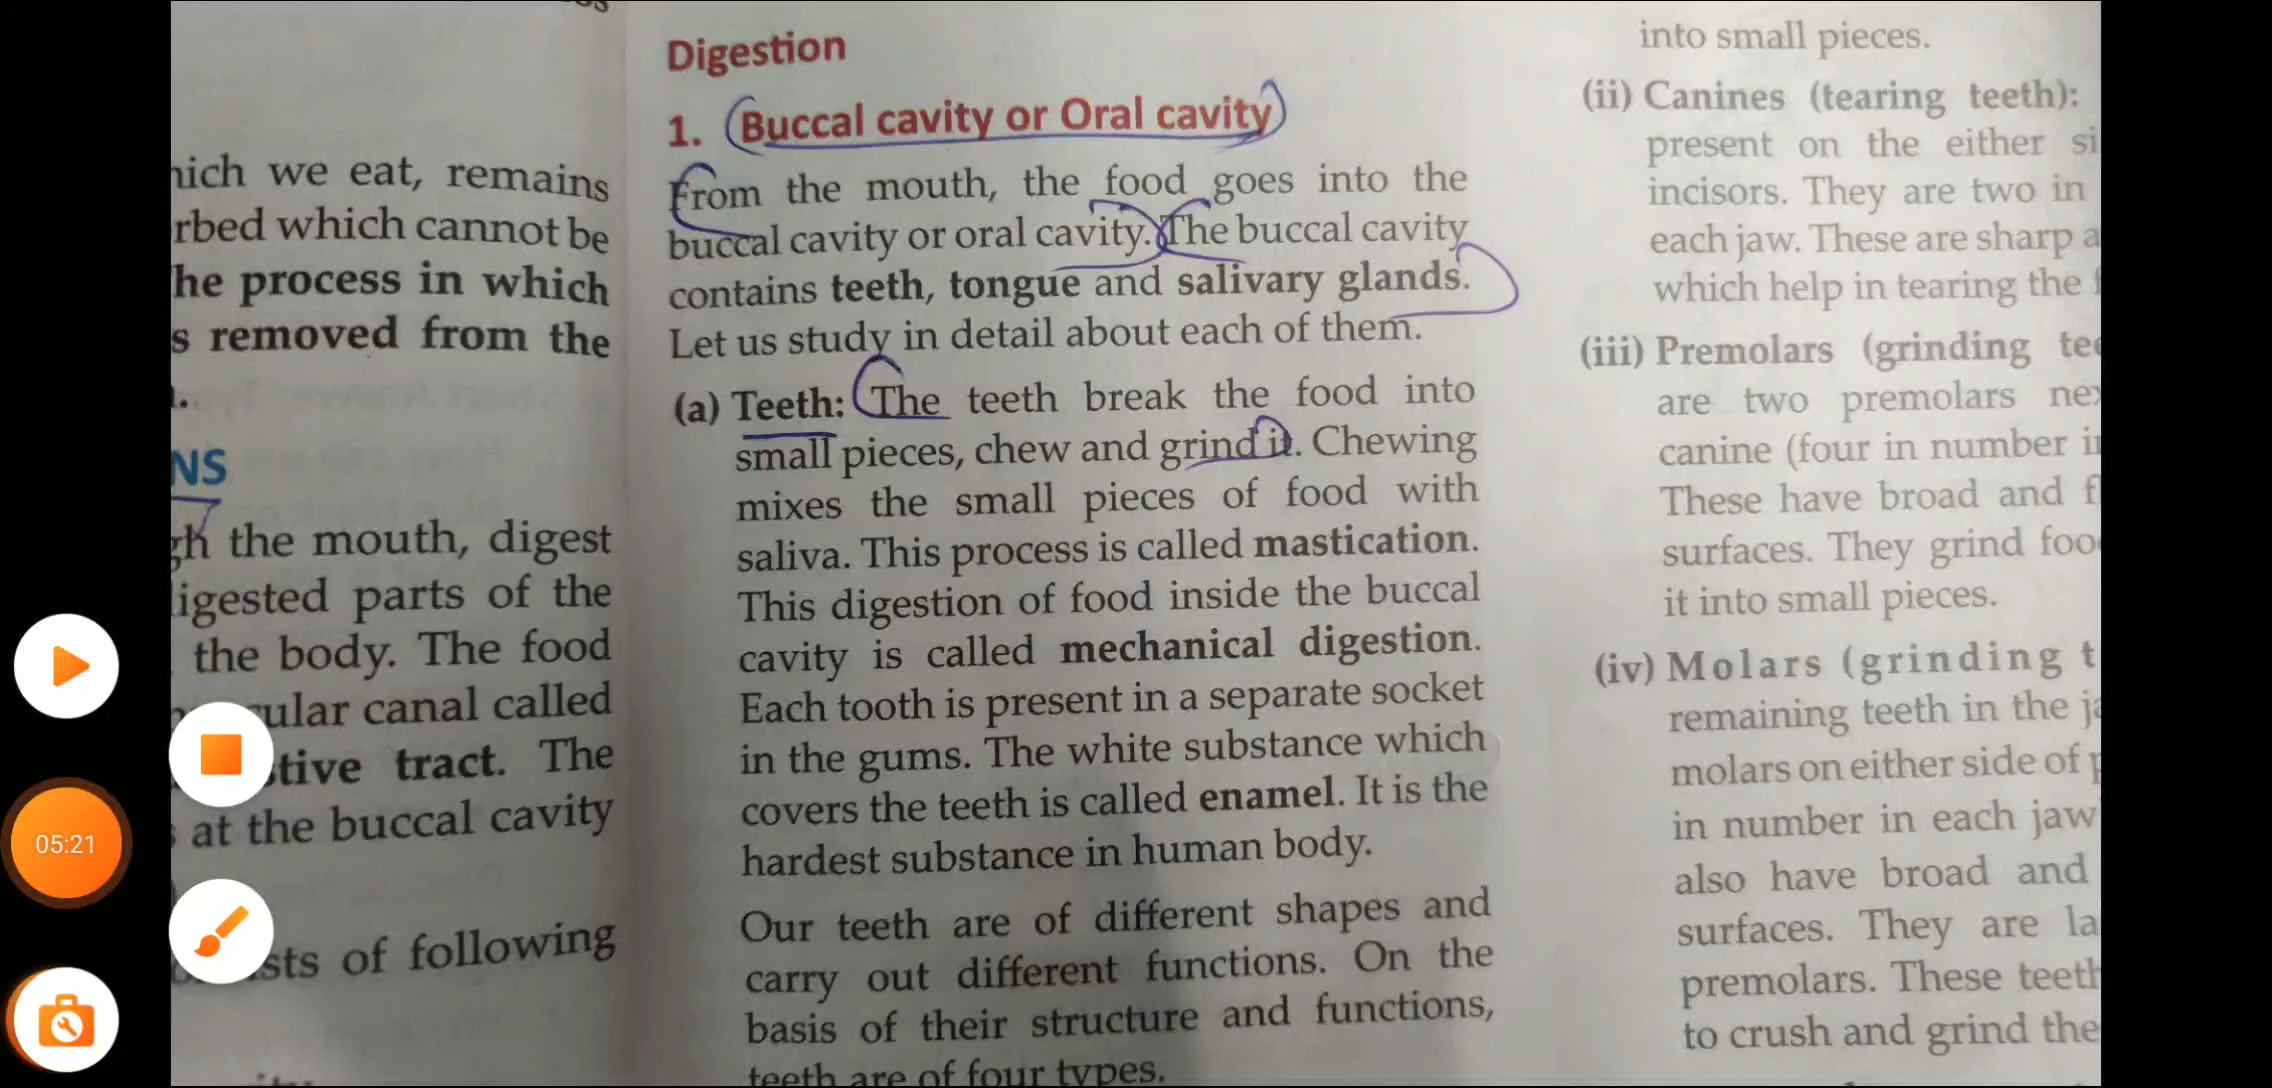 hich we eat, remains
rbed which cannot be
he process in which
s removed from the
NS
gh the mouth, digest
igested parts of the
the body. The food
ular canal called
stive tract. The
at the buccal cavity
sts of following
Digestion
1. Buccal cavity or Oral cavity
From the mouth, the food goes into the
buccal cavity or oral cavity. The buccal cavity
contains teeth, tongue and salivary glands.
Let us study in detail about each of them.
(a) Teeth: The teeth break the food into
small pieces, chew and grind it. Chewing
mixes the small pieces of food with
saliva. This process is called mastication.
This digestion of food inside the buccal
cavity is called mechanical digestion.
Each tooth is present in a separate socket
in the gums. The white substance which
covers the teeth is called enamel. It is the
hardest substance in human body.
Our teeth are of different shapes and
carry out different functions. On the
basis of their structure and functions,
teeth are of four types.
into small pieces.
(ii) Canines (tearing teeth):
present on the either si
incisors. They are two in
each jaw. These are sharp a
which help in tearing the
(iii) Premolars (grinding tee
are two premolars nex
canine (four in number in
These have broad and f
surfaces. They grind foo
it into small pieces.
(iv) Molars (grinding t
remaining teeth in the ja
molars on either side of p
in number in each jaw
also have broad and
surfaces. They are la
premolars. These teeth
to crush and grind the
05:21